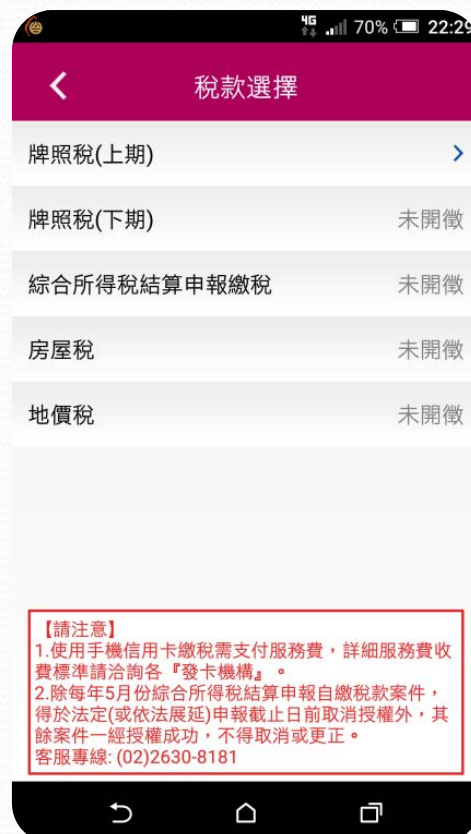 4G 70% 22:29
稅款選擇
牌照稅(上期)
牌照稅(下期) 未開徵
綜合所得稅結算申報繳稅 未開徵
房屋稅 未開徵
地價稅 未開徵
【請注意】
1.使用手機信用卡繳稅需支付服務費，詳細服務費收
費標準請洽詢各『發卡機構』。
2.除每年5月份綜合所得稅結算申報自繳稅款案件，
得於法定(或依法展延)申報截止日前取消授權外，其
餘案件一經授權成功，不得取消或更正。
客服專線: (02)2630-8181